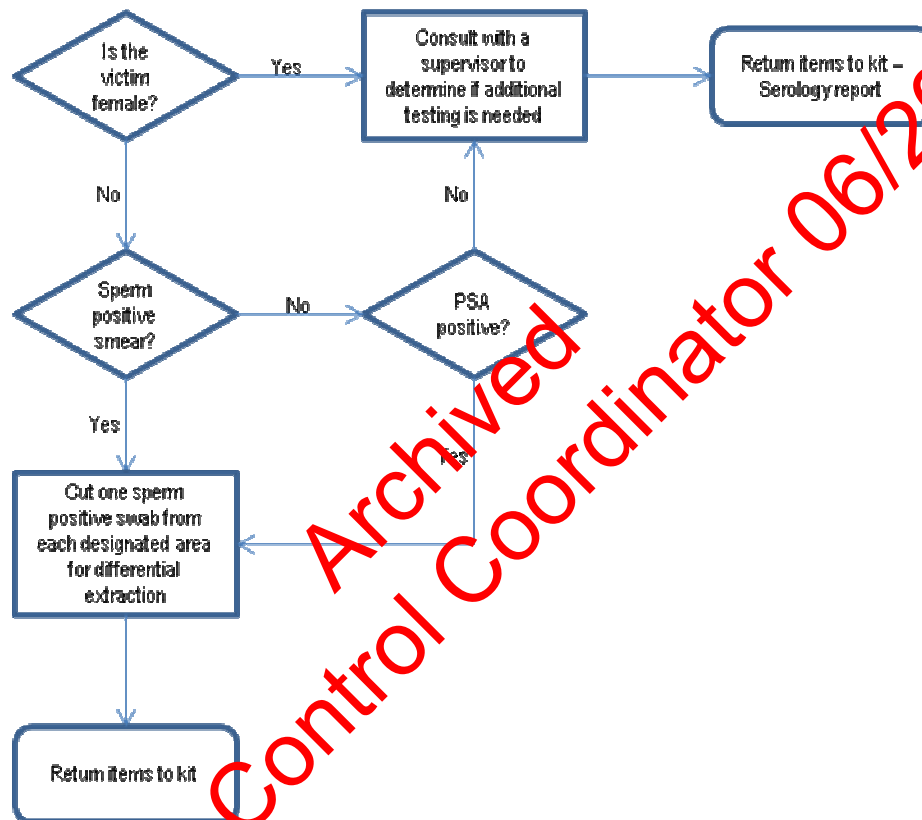 Is the
victim
female?
Yes
Consult with a
supervisor to
determine if additional
testing is needed
Return items to kit –
Serology report
No
No
Sperm
positive
smear?
No
PSA
positive?
Yes
Yes
Cut one sperm
positive swab from
each designated area
for differential
extraction
Return items to kit
Archived
Control Coordinator 06/2